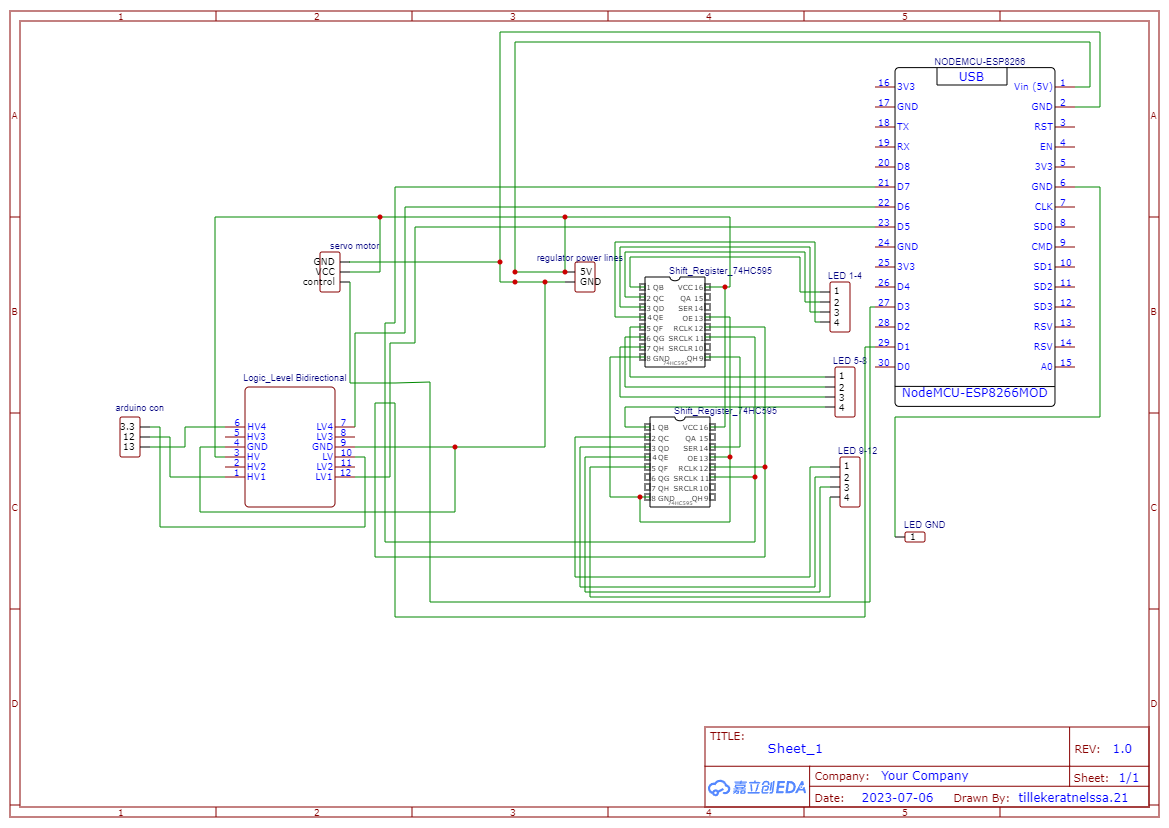 1 2 3 4 5
A
B
C
D
A
B
C
D
1 2 3 4 5
NODEMCU-ESP8266
USB
16 3V3 Vin (5V) 1
17 GND GND 2
18 TX RST 3
19 RX EN 4
20 D8 3V3 5
21 D7 GND 6
22 D6 CLK 7
23 D5 SD0 8
24 GND CMD 9
25 3V3 SD1 10
26 D4 SD2 11
27 D3 SD3 12
28 D2 RSV 13
29 D1 RSV 14
30 D0 A0 15
NodeMCU-ESP8266MOD
servo motor
GND
VCC
control
regulator power lines
5V
GND
Shift_Register_74HC595
1 QB VCC 16
2 QC QA 15
3 QD SER 14
4 QE OE 13
5 QF RCLK 12
6 QG SRCLK 11
7 QH SRCLR 10
8 GND QH 9
74HC595
LED 1-4
1
2
3
4
LED 5-8
1
2
3
4
Logic_Level Bidirectional
6 HV4 LV4 7
5 HV3 LV3 8
4 GND GND 9
3 HV LV 10
2 HV2 LV2 11
1 HV1 LV1 12
arduino con
3.3
12
13
Shift_Register_74HC595
1 QB VCC 16
2 QC QA 15
3 QD SER 14
4 QE OE 13
5 QF RCLK 12
6 QG SRCLK 11
7 QH SRCLR 10
8 GND QH 9
74HC595
LED 9-12
1
2
3
4
LED GND
1
TITLE:
Sheet_1
REV: 1.0
嘉立创EDA
Company: Your Company
Sheet: 1/1
Date: 2023-07-06 Drawn By: tillekeratnelssa.21